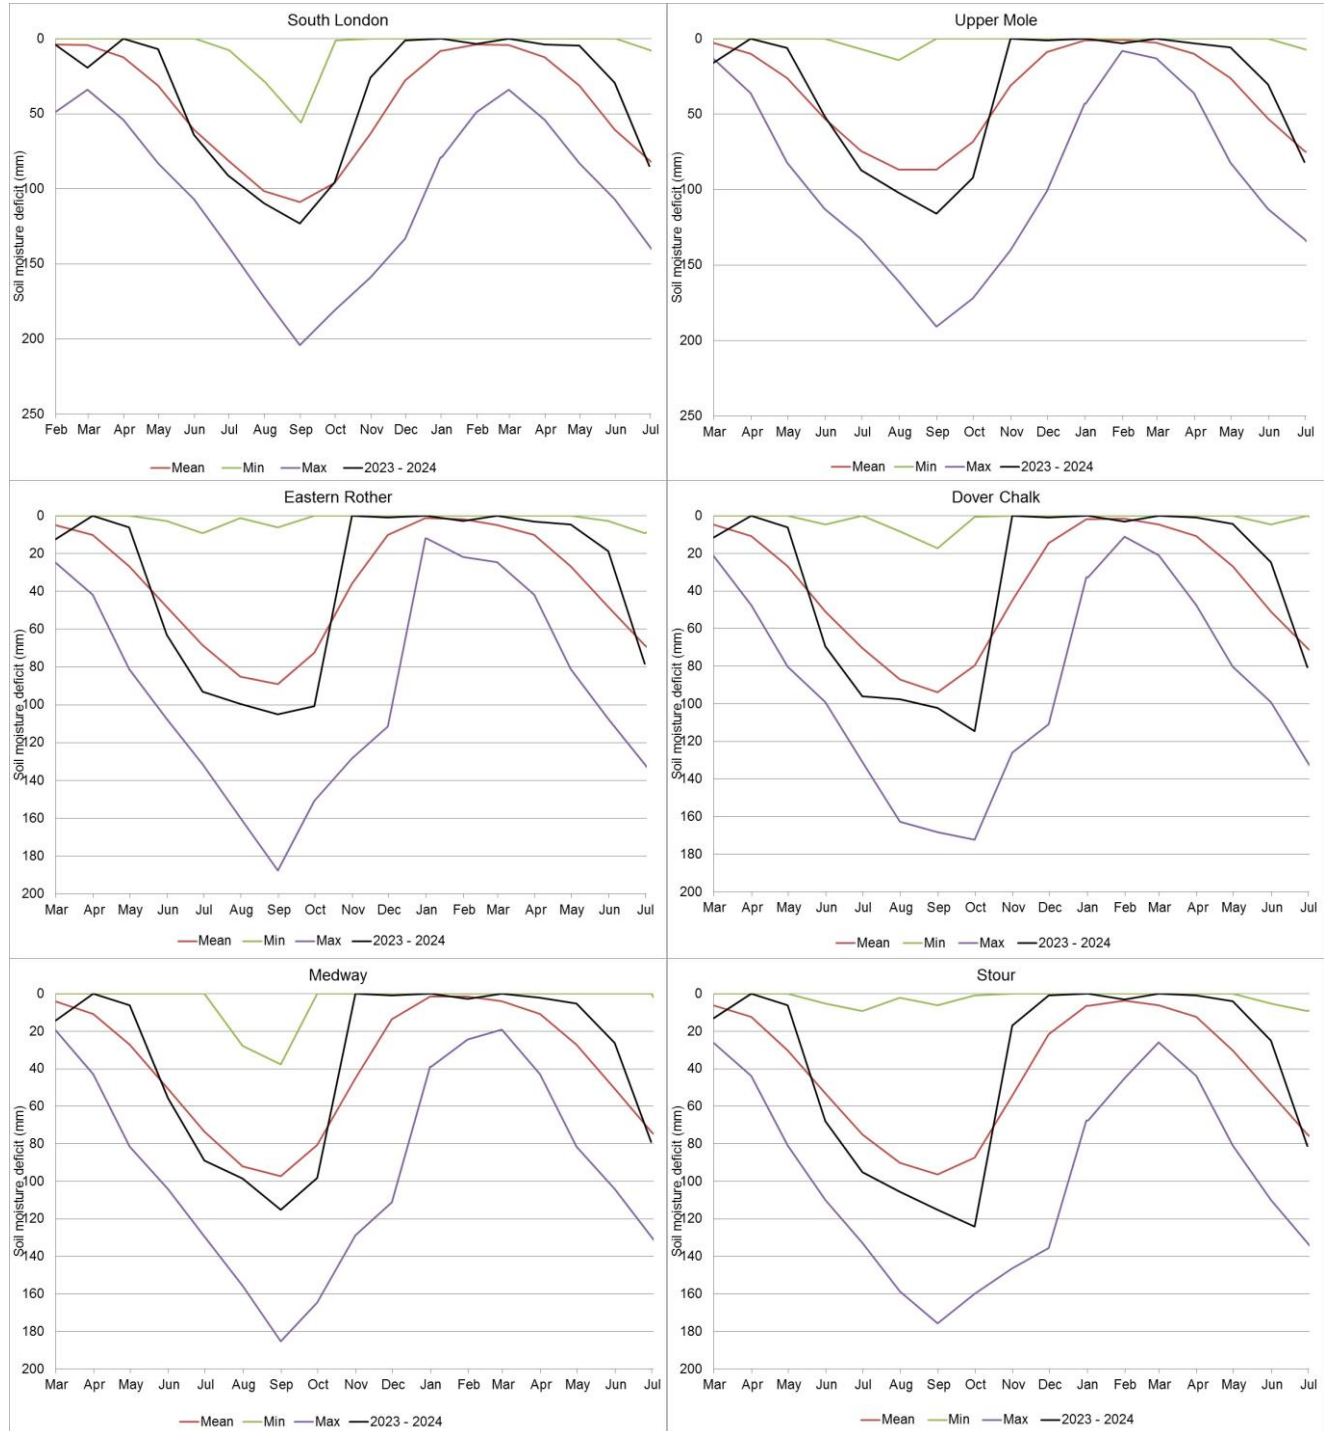 South London
Soil moisture deficit (mm)
0
50
100
150
200
250
Feb Mar Apr May Jun Jul Aug Sep Oct Nov Dec Jan Feb Mar Apr May Jun Jul
Mean Min Max 2023 - 2024
Upper Mole
Soil moisture deficit (mm)
0
50
100
150
200
250
Mar Apr May Jun Jul Aug Sep Oct Nov Dec Jan Feb Mar Apr May Jun Jul
Mean Min Max 2023 - 2024
Eastern Rother
Soil moisture deficit (mm)
0
20
40
60
80
100
120
140
160
180
200
Mar Apr May Jun Jul Aug Sep Oct Nov Dec Jan Feb Mar Apr May Jun Jul
Mean Min Max 2023 - 2024
Dover Chalk
Soil moisture deficit (mm)
0
20
40
60
80
100
120
140
160
180
200
Mar Apr May Jun Jul Aug Sep Oct Nov Dec Jan Feb Mar Apr May Jun Jul
Mean Min Max 2023 - 2024
Medway
Soil moisture deficit (mm)
0
20
40
60
80
100
120
140
160
180
200
Mar Apr May Jun Jul Aug Sep Oct Nov Dec Jan Feb Mar Apr May Jun Jul
Mean Min Max 2023 - 2024
Stour
Soil moisture deficit (mm)
0
20
40
60
80
100
120
140
160
180
200
Mar Apr May Jun Jul Aug Sep Oct Nov Dec Jan Feb Mar Apr May Jun Jul
Mean Min Max 2023 - 2024